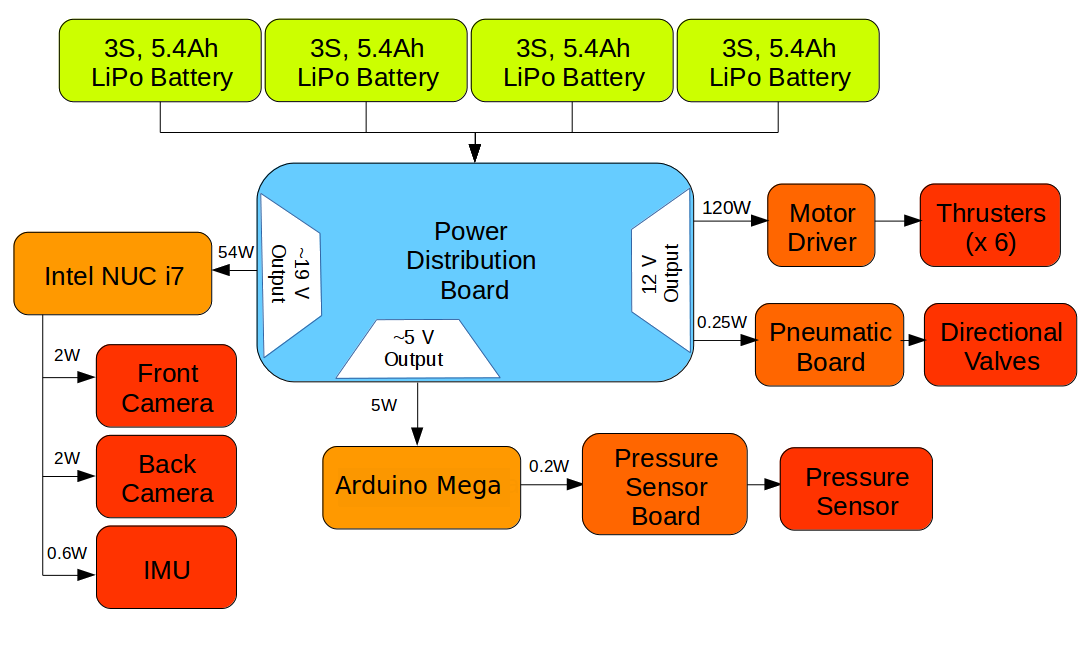 3S, 5.4Ah
LiPo Battery
3S, 5.4Ah
LiPo Battery
3S, 5.4Ah
LiPo Battery
3S, 5.4Ah
LiPo Battery
Power
Distribution
Board
~19 V
Output
~5 V
Output
12 V
Output
54W
Intel NUC i7
2W
Front
Camera
2W
Back
Camera
0.6W
IMU
5W
Arduino Mega
0.2W
Pressure
Sensor
Board
Pressure
Sensor
120W
Motor
Driver
Thrusters
(x 6)
0.25W
Pneumatic
Board
Directional
Valves